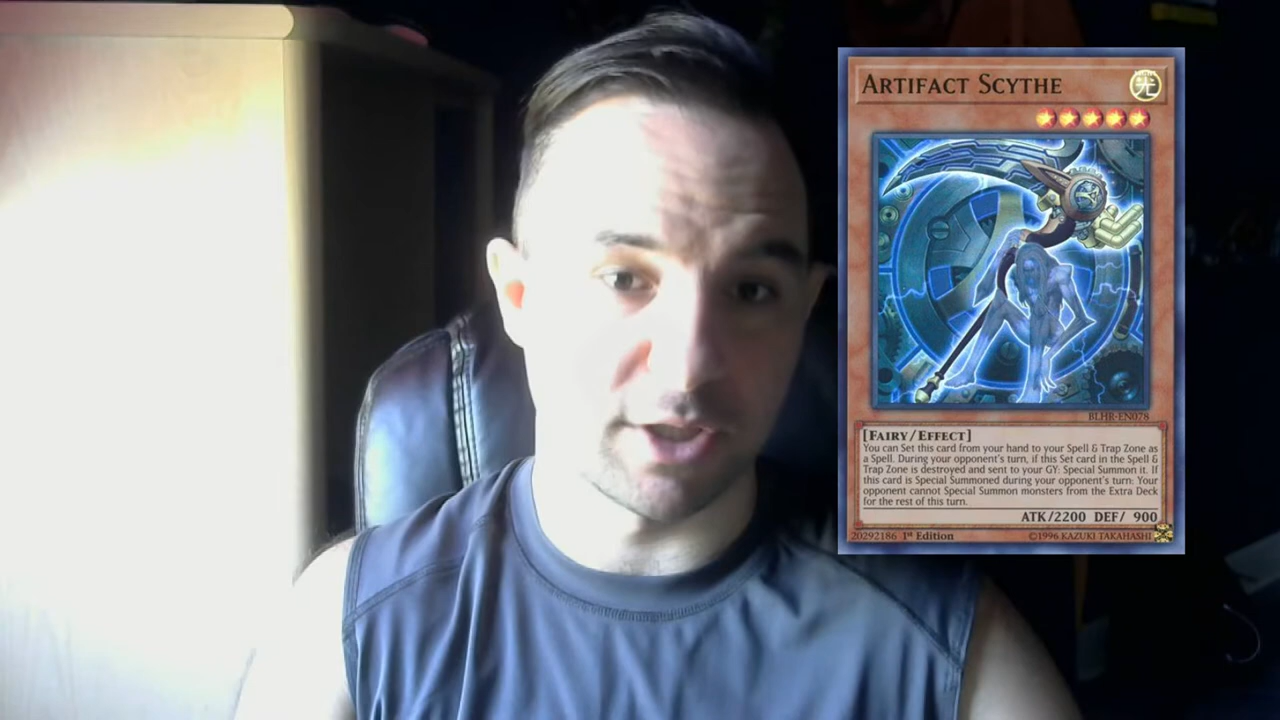 ARTIFACT SCYTHE
光
BLHR-EN078
[FAIRY/EFFECT]
You can Set this card from your hand to your Spell & Trap Zone as
a Spell. During your opponent's turn, if this Set card in the Spell &
Trap Zone is destroyed and sent to your GY: Special Summon it. If
this card is Special Summoned during your opponent's turn: Your
opponent cannot Special Summon monsters from the Extra Deck
for the rest of this turn.
ATK/2200 DEF/ 900
20292186 1st Edition ©1996 KAZUKI TAKAHASHI